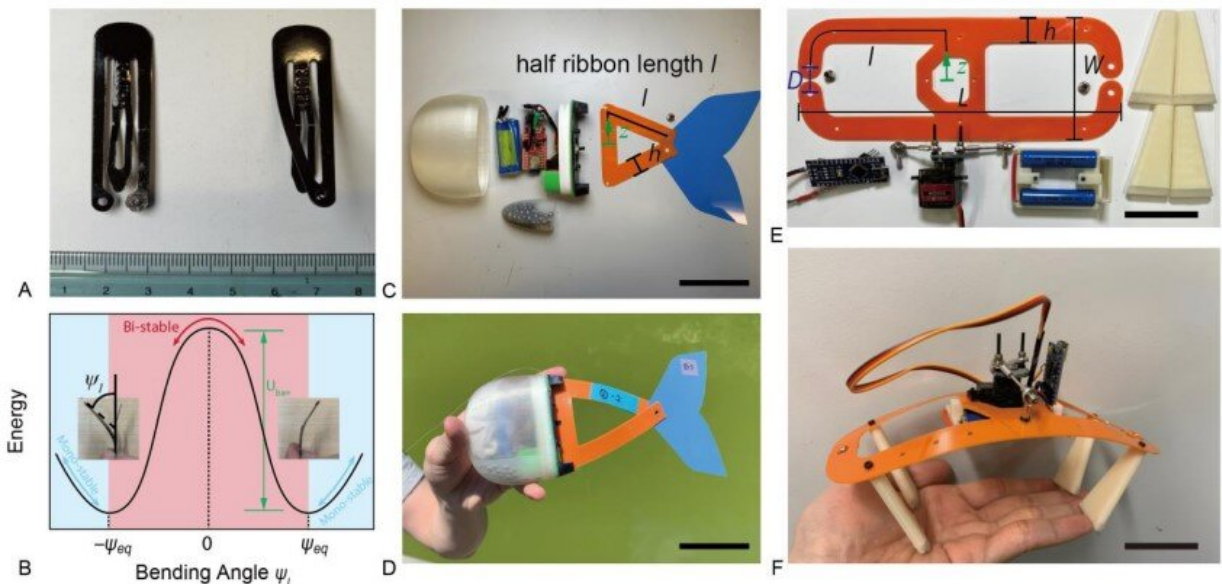 A
1 2 3 4 5 6 7 8
half ribbon length l
l
z
h
C
l
h
z
W
D
L
E
Bi-stable
ψl
Ubarr
Mono-stable
Mono-stable
Energy
−ψeq 0 ψeq
Bending Angle ψl
B
D
F